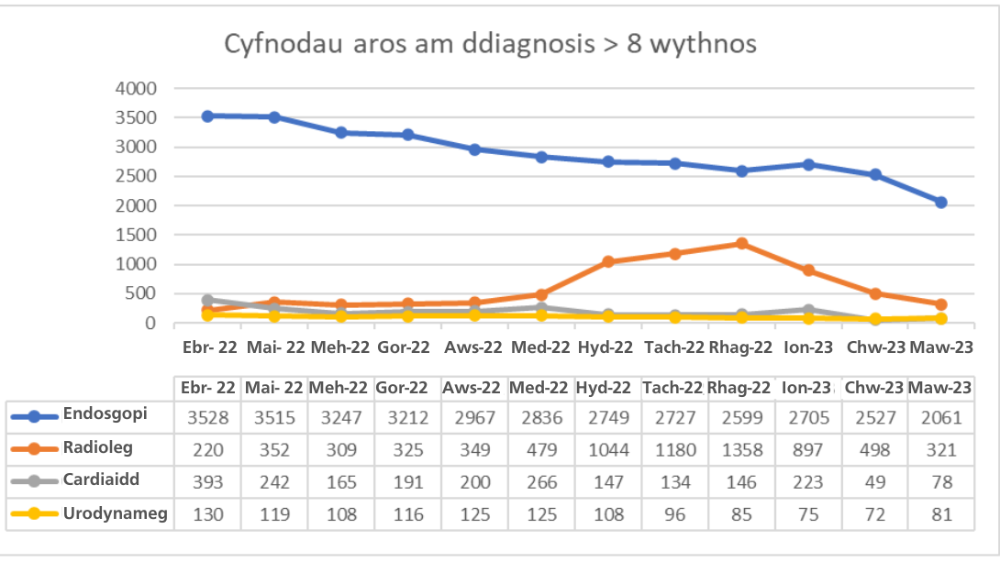 Cyfnodau aros am ddiagnosis > 8 wythnos
4000
3500
3000
2500
2000
1500
1000
500
0
Ebr- 22 Mai- 22 Meh-22 Gor-22 Aws-22 Med-22 Hyd-22 Tach-22 Rhag-22 Ion-23 Chw-23 Maw-23
Ebr- 22 Mai- 22 Meh-22 Gor-22 Aws-22 Med-22 Hyd-22 Tach-22 Rhag-22 Ion-23 Chw-23 Maw-23
Endosgopi 3528 3515 3247 3212 2967 2836 2749 2727 2599 2705 2527 2061
Radioleg 220 352 309 325 349 479 1044 1180 1358 897 498 321
Cardiaidd 393 242 165 191 200 266 147 134 146 223 49 78
Urodynameg 130 119 108 116 125 125 108 96 85 75 72 81